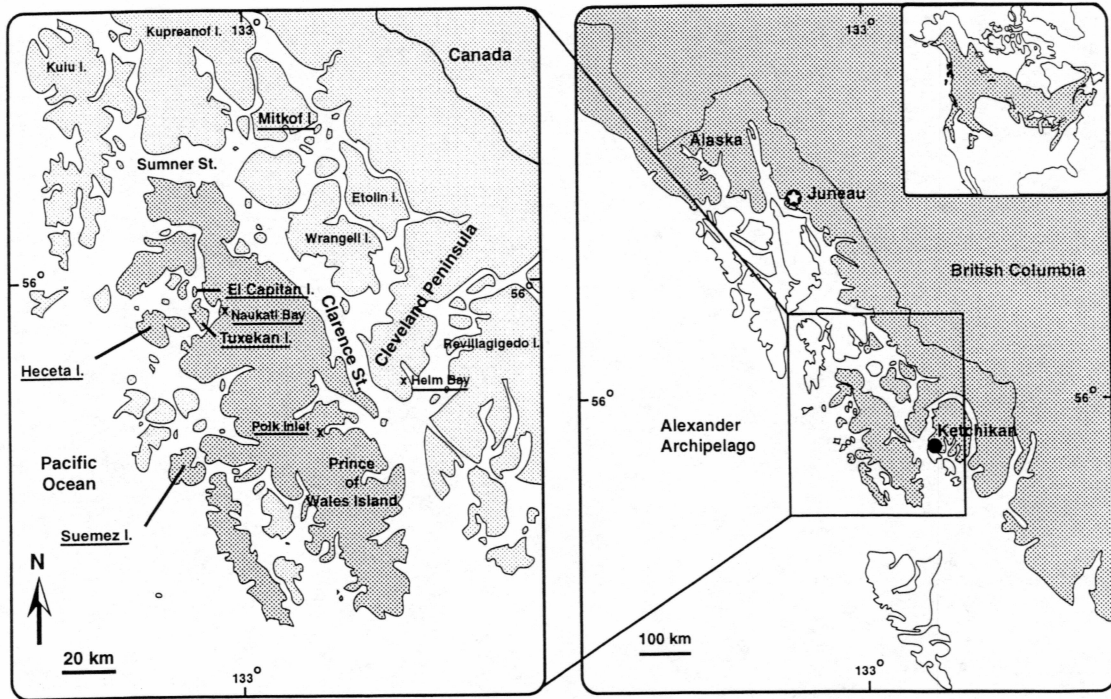 Kupreanof I.
133°
Kuiu I.
Canada
Mitkof I.
Sumner St.
Etolin I.
Wrangell I.
Cleveland Peninsula
56°
56°
El Capitan I.
Naukati Bay
Tuxekan I.
Clarence St.
Revillagigedo I.
Heceta I.
x Helm Bay
Polk Inlet
x
Pacific
Ocean
Prince
of
Wales Island
Suemez I.
N
20 km
133°
133°
Alaska
Juneau
British Columbia
56°
56°
Alexander
Archipelago
Ketchikan
100 km
133°